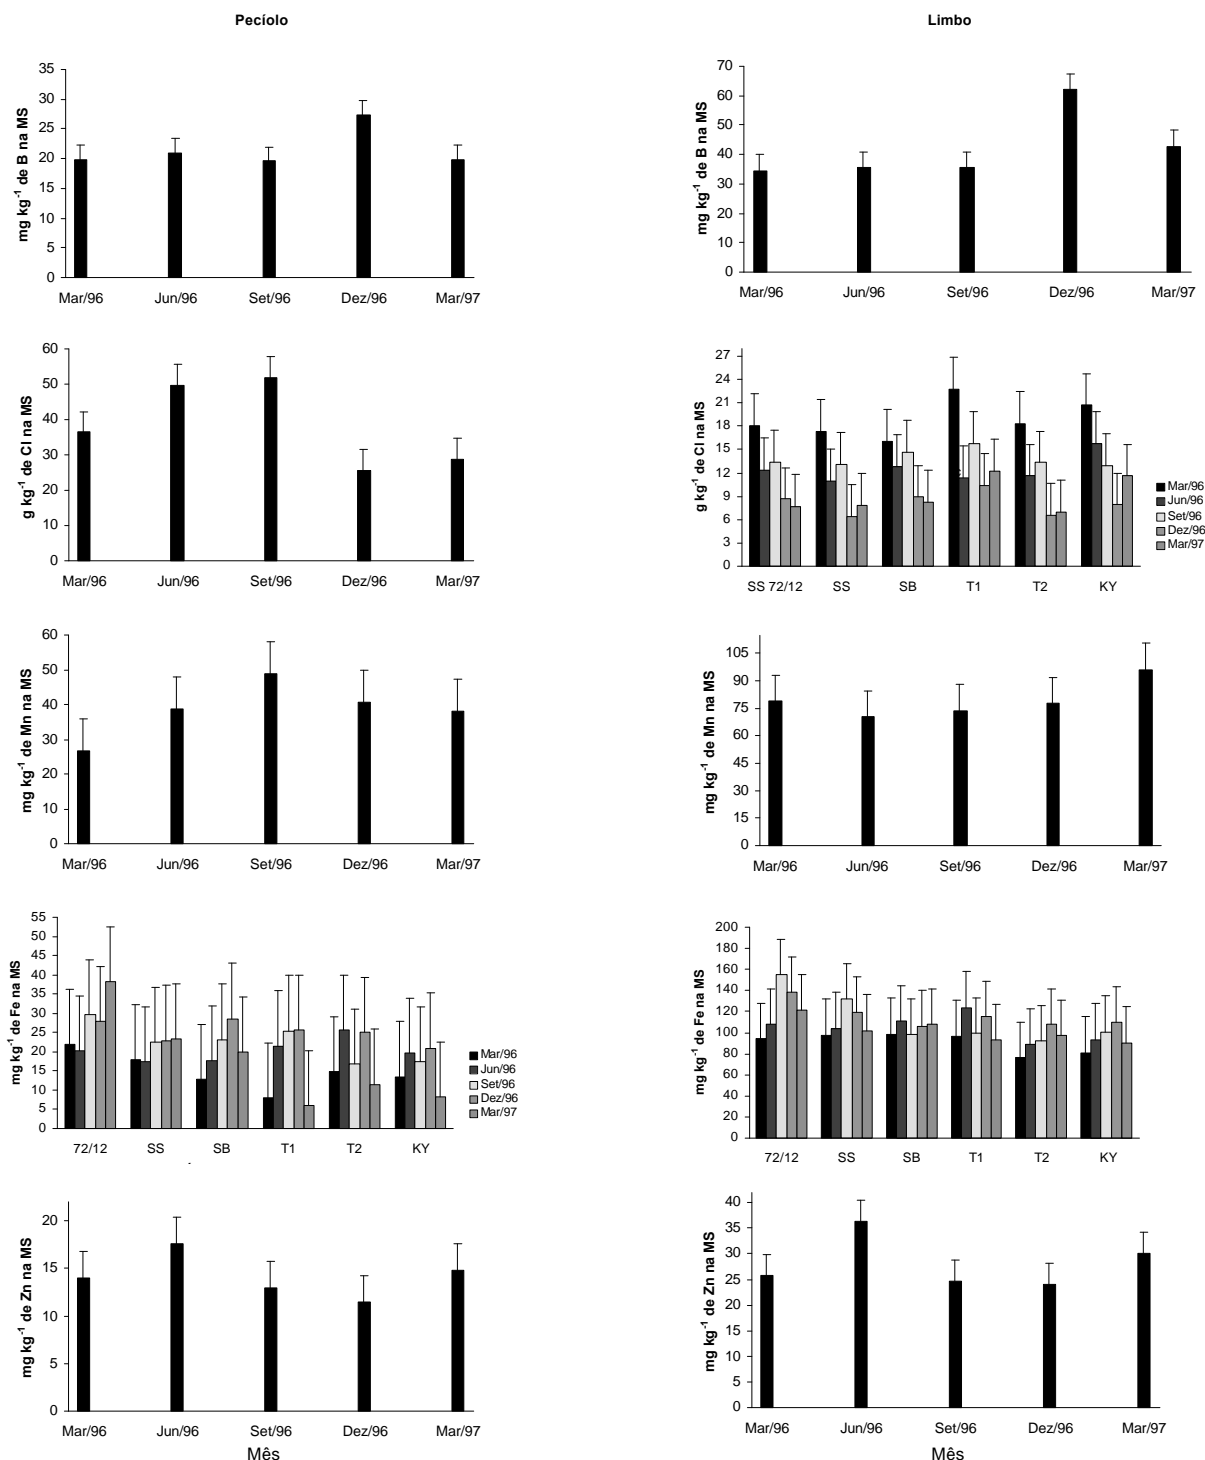 Pecíolo
Limbo
mg kg-1 de B na MS
35
30
25
20
15
10
5
0
Mar/96 Jun/96 Set/96 Dez/96 Mar/97
mg kg-1 de B na MS
70
60
50
40
30
20
10
0
Mar/96 Jun/96 Set/96 Dez/96 Mar/97
g kg-1 de Cl na MS
60
50
40
30
20
10
0
Mar/96 Jun/96 Set/96 Dez/96 Mar/97
g kg-1 de Cl na MS
27
24
21
18
15
12
9
6
3
0
SS 72/12 SS SB T1 T2 KY
Mar/96
Jun/96
Set/96
Dez/96
Mar/97
mg kg-1 de Mn na MS
60
50
40
30
20
10
0
Mar/96 Jun/96 Set/96 Dez/96 Mar/97
mg kg-1 de Mn na MS
105
90
75
60
45
30
15
0
Mar/96 Jun/96 Set/96 Dez/96 Mar/97
mg kg-1 de Fe na MS
55
50
45
40
35
30
25
20
15
10
5
0
72/12 SS SB T1 T2 KY
Mar/96
Jun/96
Set/96
Dez/96
Mar/97
mg kg-1 de Fe na MS
200
180
160
140
120
100
80
60
40
20
0
72/12 SS SB T1 T2 KY
mg kg-1 de Zn na MS
20
15
10
5
0
Mar/96 Jun/96 Set/96 Dez/96 Mar/97
Mês
mg kg-1 de Zn na MS
40
35
30
25
20
15
10
5
0
Mar/96 Jun/96 Set/96 Dez/96 Mar/97
Mês